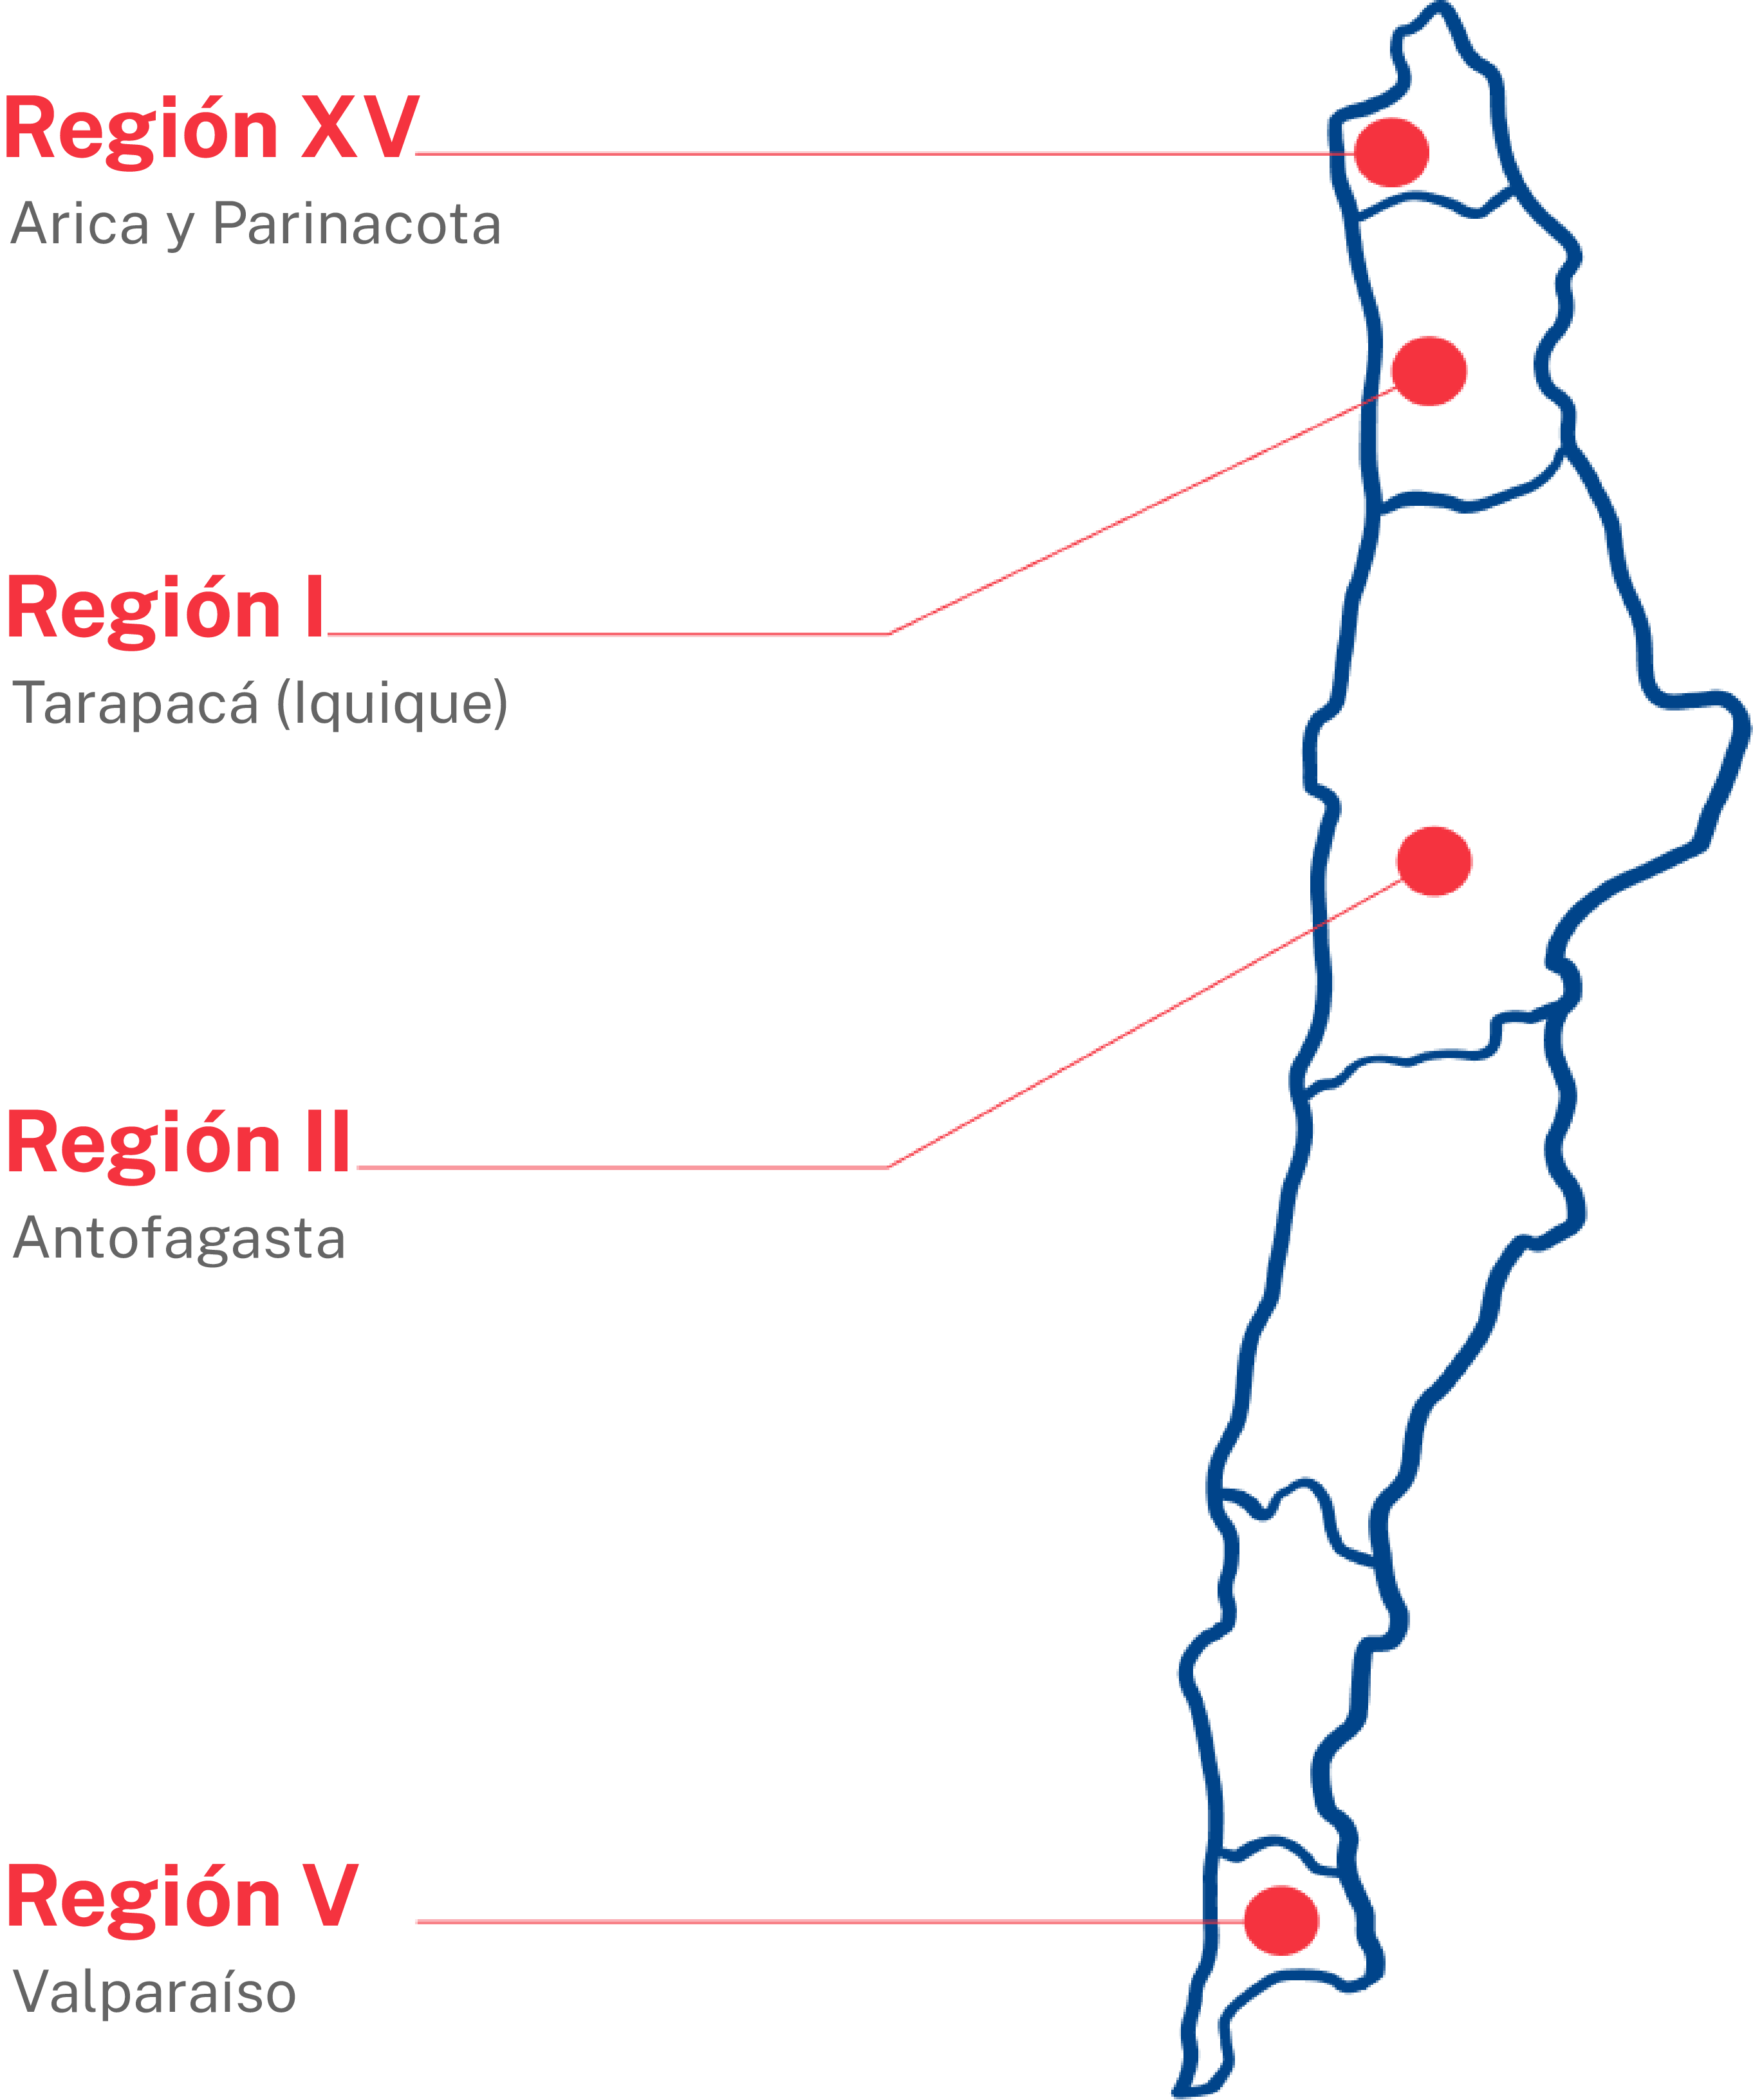 Región XV
Arica y Parinacota
Región I
Tarapacá (Iquique)
Región II
Antofagasta
Región V
Valparaíso